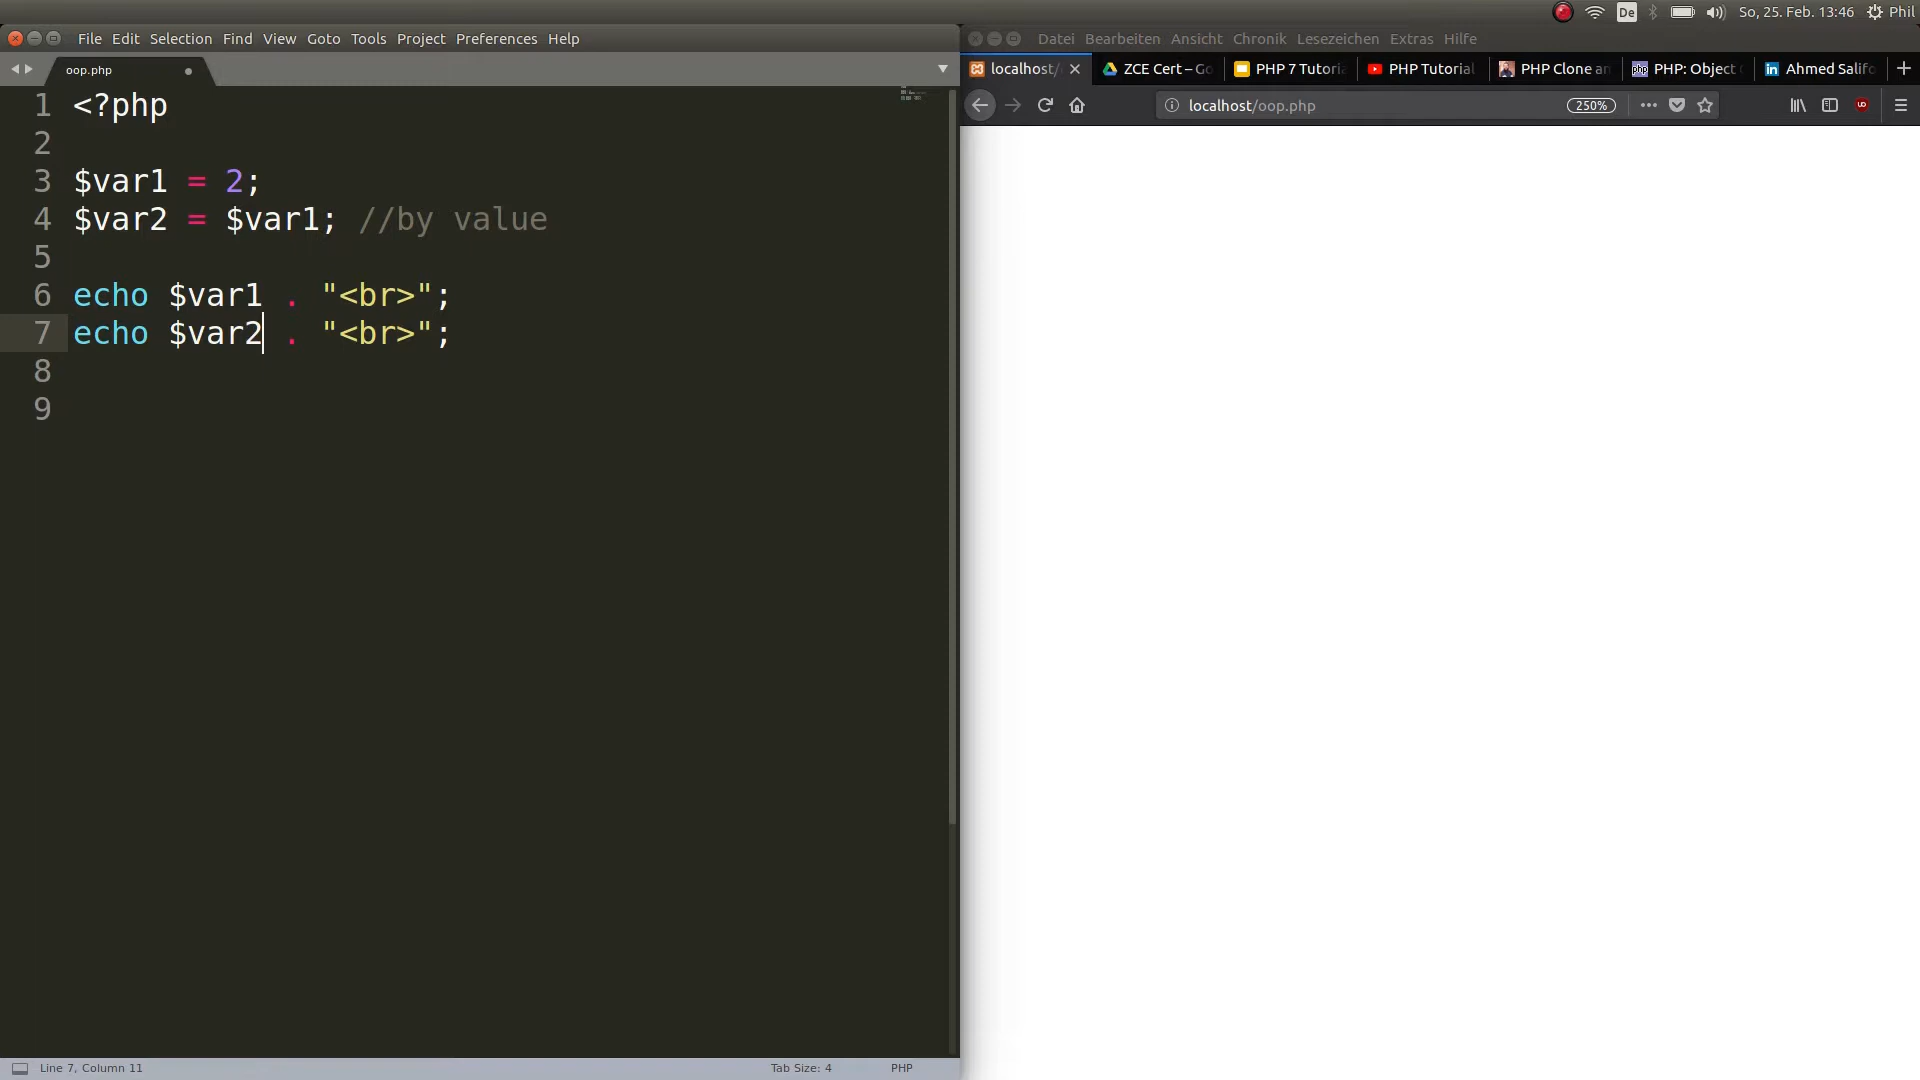 De So, 25. Feb. 13:46 Phil
File Edit Selection Find View Goto Tools Project Preferences Help
Datei Bearbeiten Ansicht Chronik Lesezeichen Extras Hilfe
oop.php
localhost/ ZCE Cert – Go PHP 7 Tutoria PHP Tutorial PHP Clone an PHP: Object Ahmed Salifo
localhost/oop.php 250%
1 <?php
2
3 $var1 = 2;
4 $var2 = $var1; //by value
5
6 echo $var1 . "<br>";
7 echo $var2 . "<br>";
8
9
Line 7, Column 11 Tab Size: 4 PHP